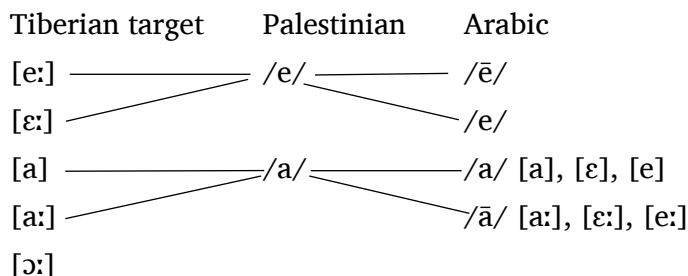 Tiberian target Palestinian Arabic
[eː] /e/ /ē/
[ɛː] /e/
[a] /a/ /a/ [a], [ɛ], [e]
[aː] /ā/ [aː], [ɛː], [eː]
[ɔː]